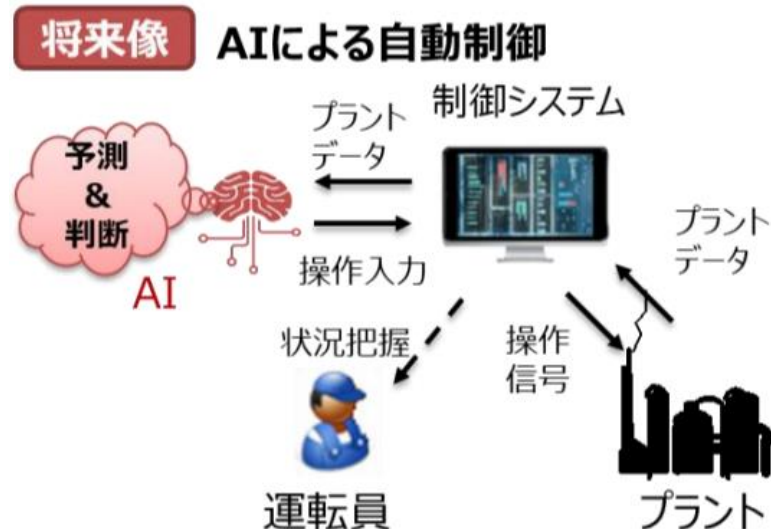 将来像 AIによる自動制御
制御システム
プラント
データ
予測
&
判断
AI
操作入力
プラント
データ
状況把握
操作
信号
運転員
プラント